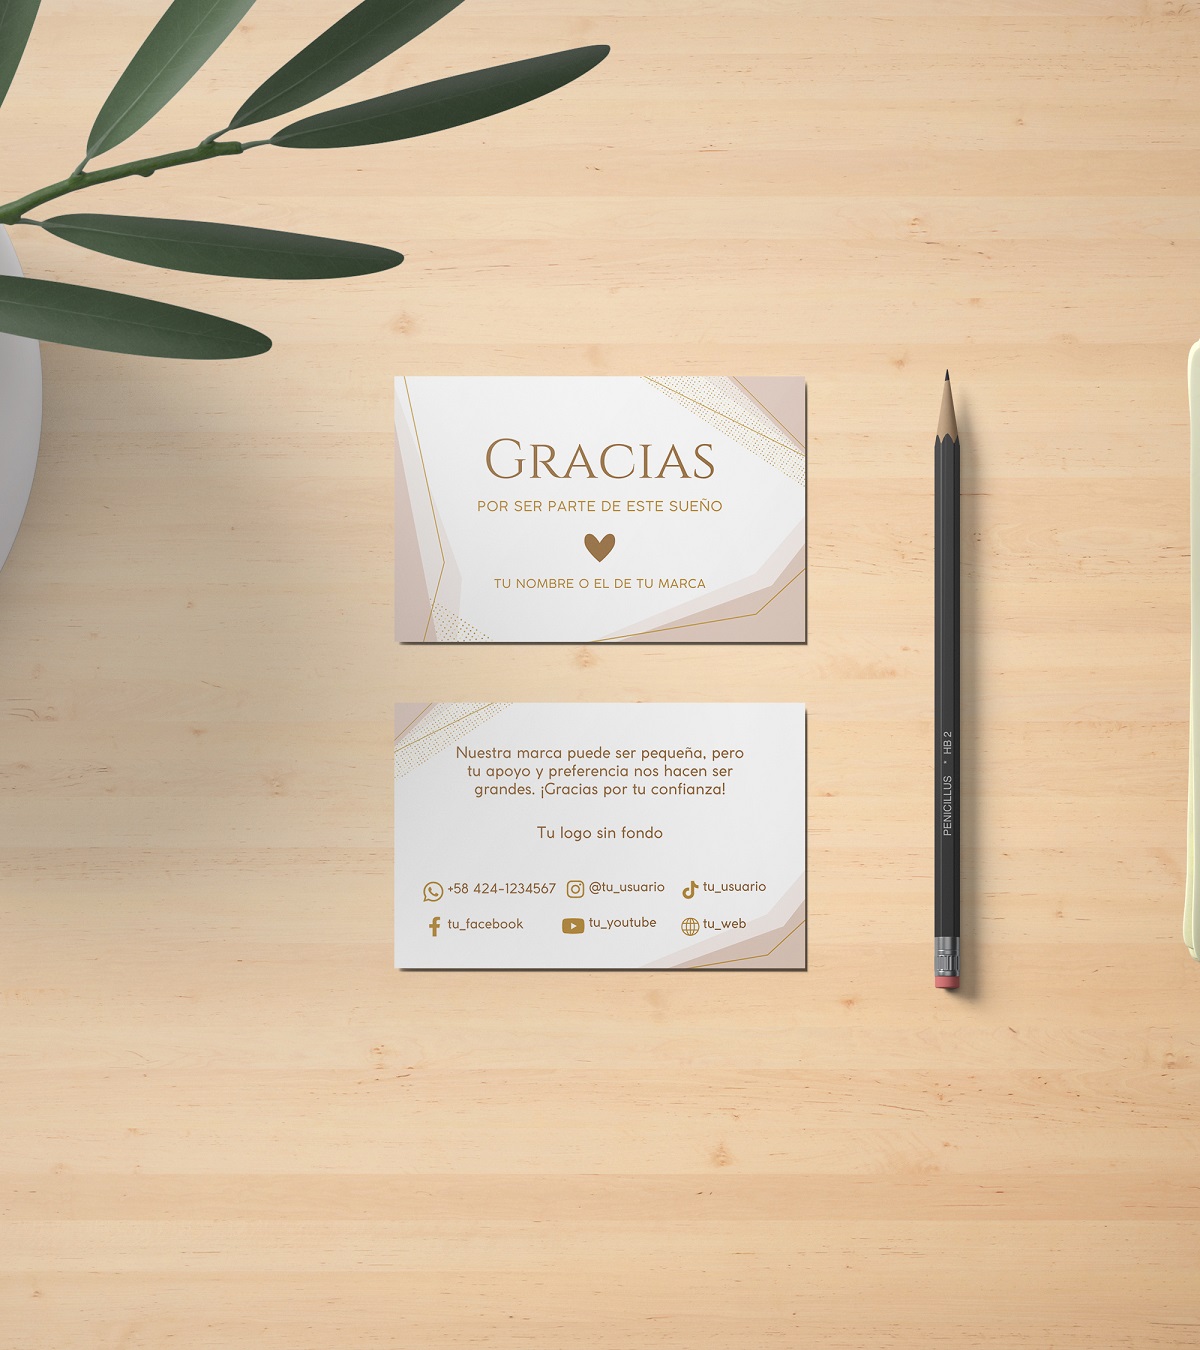 GRACIAS
POR SER PARTE DE ESTE SUEÑO
TU NOMBRE O EL DE TU MARCA
Nuestra marca puede ser pequeña, pero
tu apoyo y preferencia nos hacen ser
grandes. ¡Gracias por tu confianza!
Tu logo sin fondo
+58 424-1234567 @tu_usuario tu_usuario
tu_facebook tu_youtube tu_web
PENICILLUS * HB 2